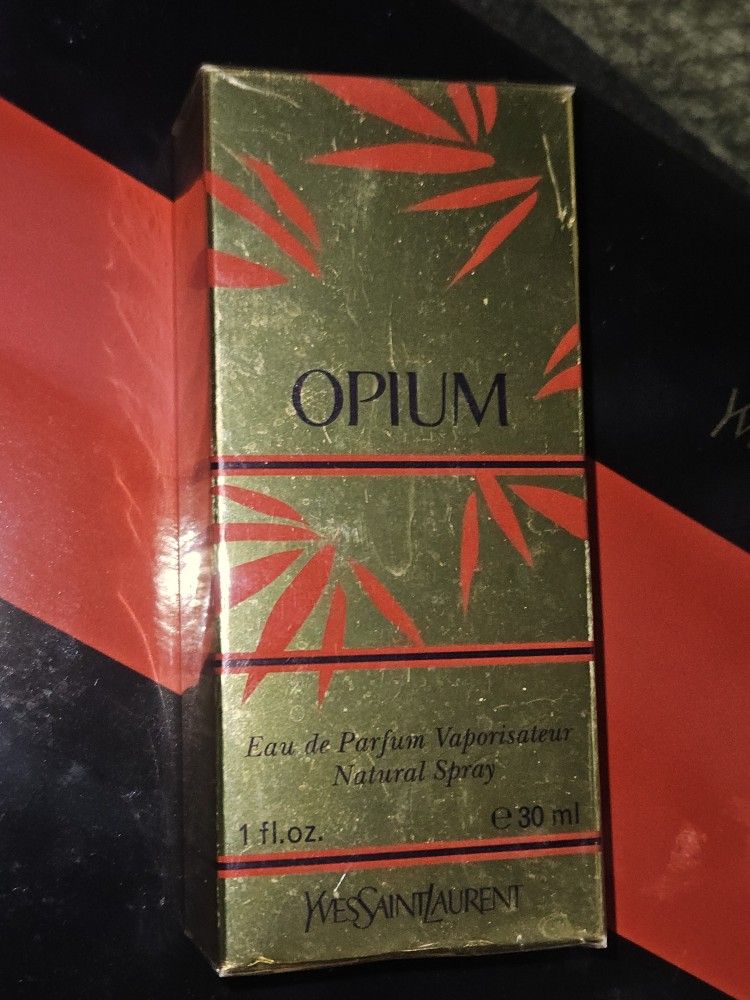 OPIUM
Eau de Parfum Vaporisateur
Natural Spray
1 fl.oz. ℮ 30 ml
YVESSAINTLAURENT